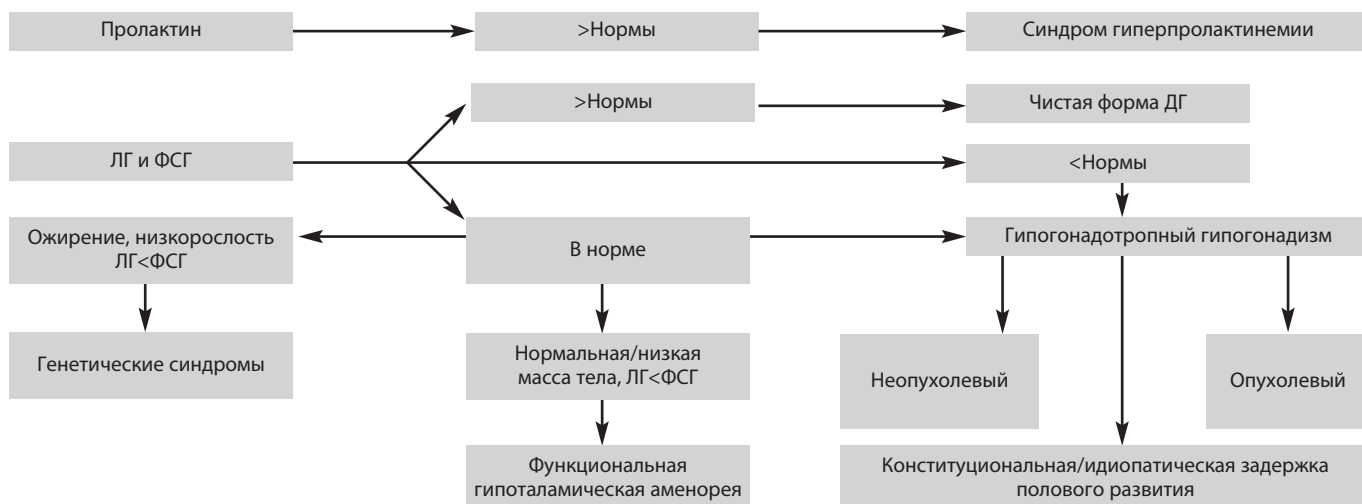 Пролактин
>Нормы
Синдром гиперпролактинемии
>Нормы
Чистая форма ДГ
ЛГ и ФСГ
<Нормы
Ожирение, низкорослость
ЛГ<ФСГ
В норме
Гипогонадотропный гипогонадизм
Генетические синдромы
Нормальная/низкая
масса тела, ЛГ<ФСГ
Неопухолевый
Опухолевый
Функциональная
гипоталамическая аменорея
Конституциональная/идиопатическая задержка
полового развития